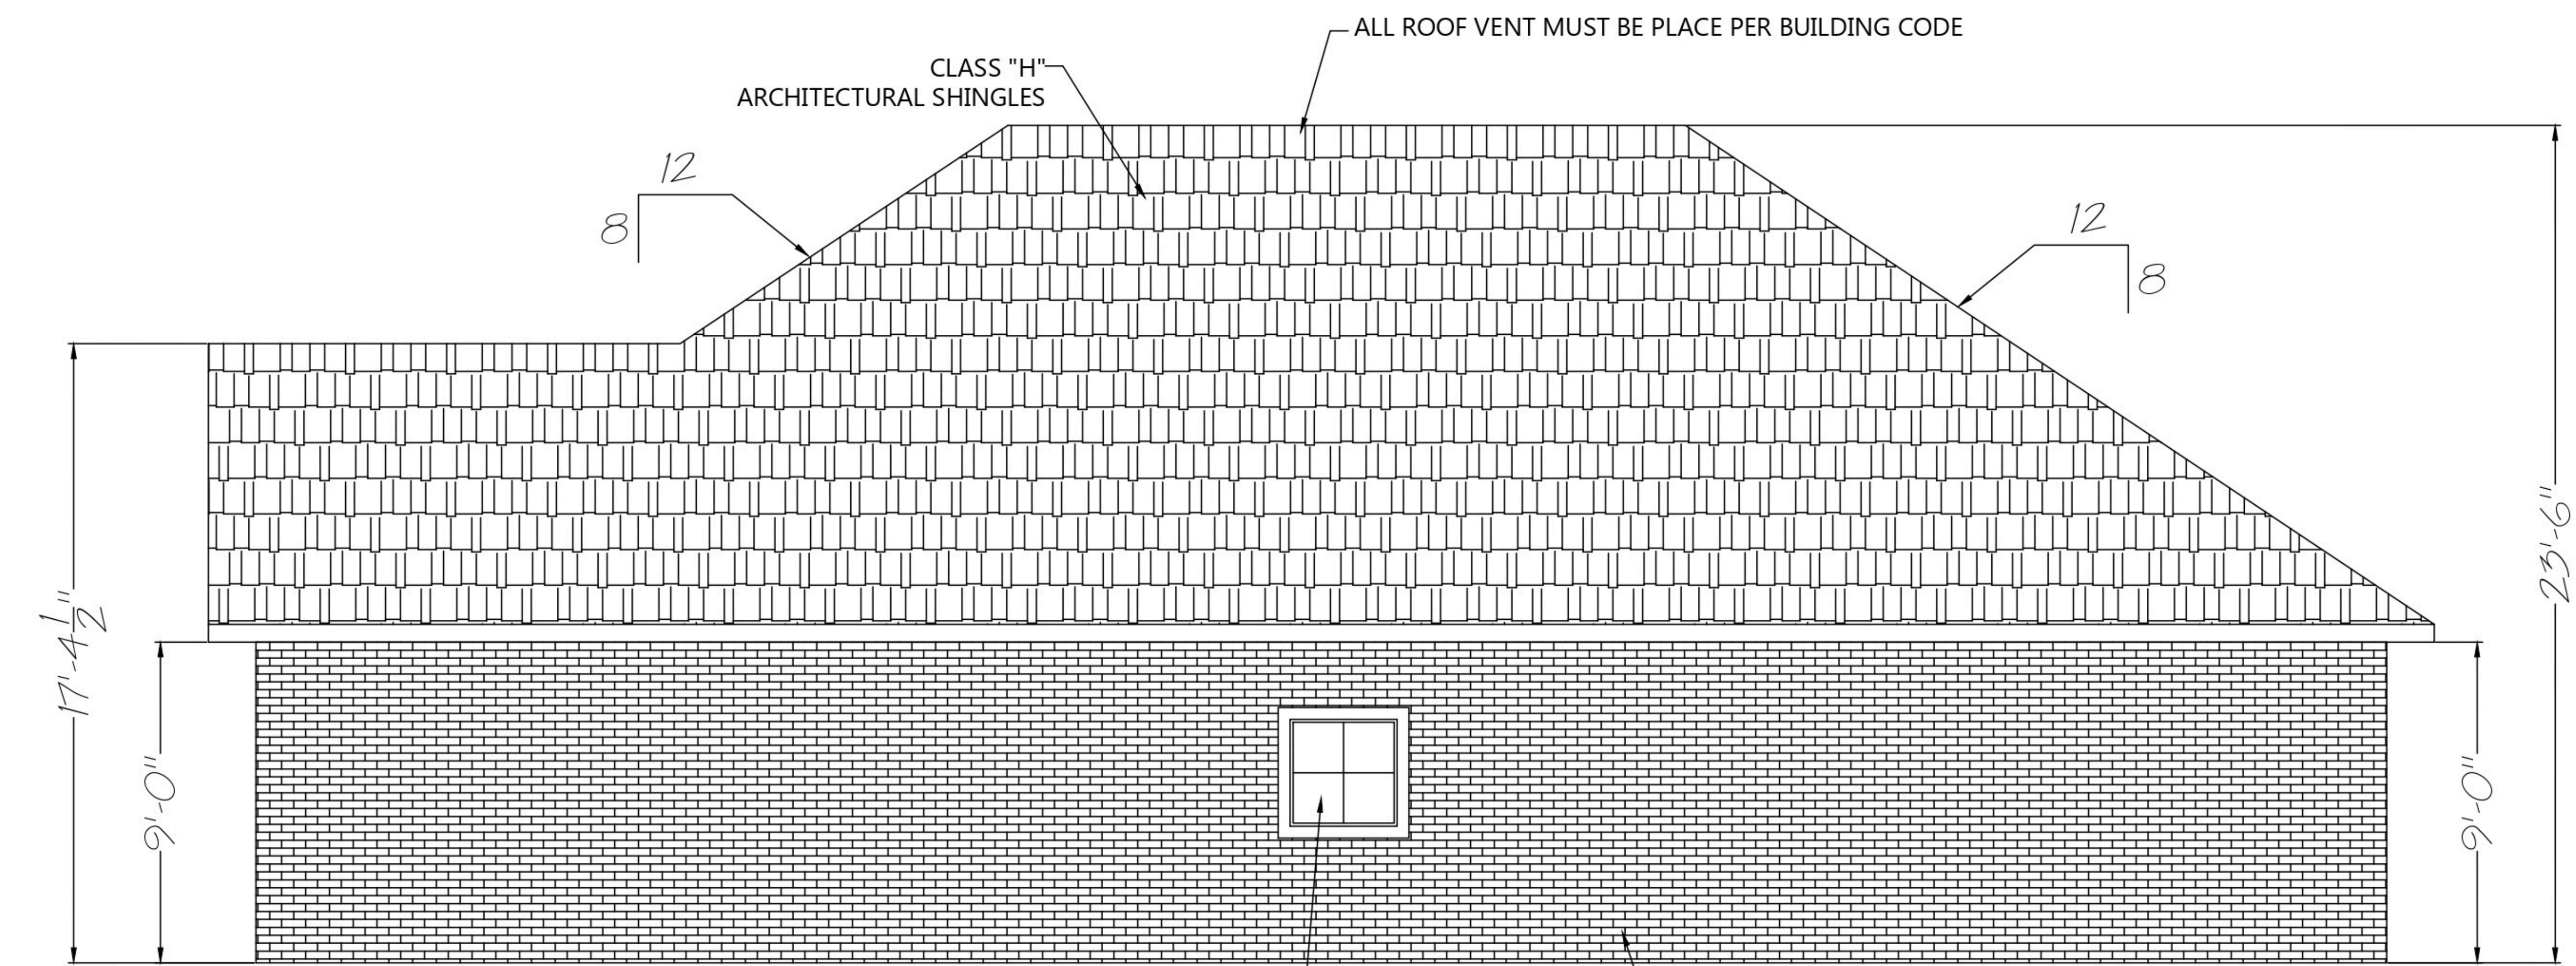 ALL ROOF VENT MUST BE PLACE PER BUILDING CODE
CLASS "H"
ARCHITECTURAL SHINGLES
12
8
12
8
17'-4 1/2"
9'-0"
9'-0"
23'-6"